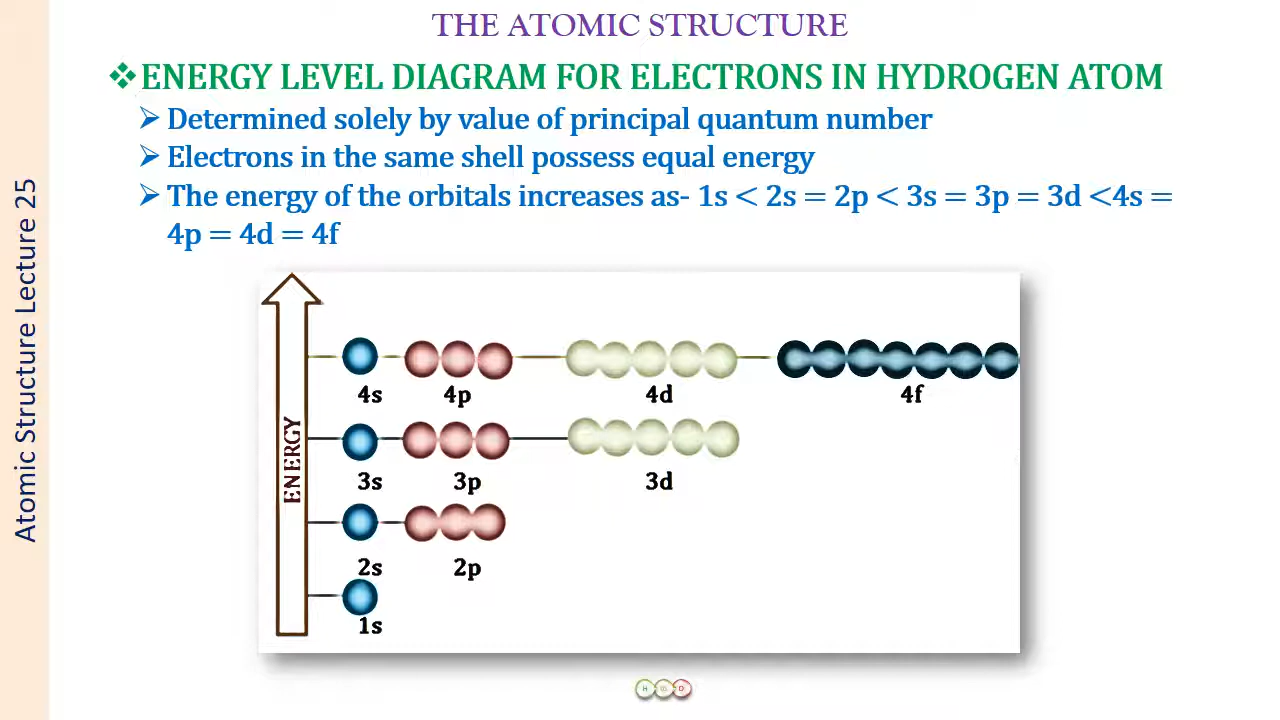 THE ATOMIC STRUCTURE
❖ENERGY LEVEL DIAGRAM FOR ELECTRONS IN HYDROGEN ATOM
➢ Determined solely by value of principal quantum number
➢ Electrons in the same shell possess equal energy
➢ The energy of the orbitals increases as- 1s < 2s = 2p < 3s = 3p = 3d <4s =
4p = 4d = 4f
Atomic Structure Lecture 25
ENERGY
4s 4p 4d 4f
3s 3p 3d
2s 2p
1s